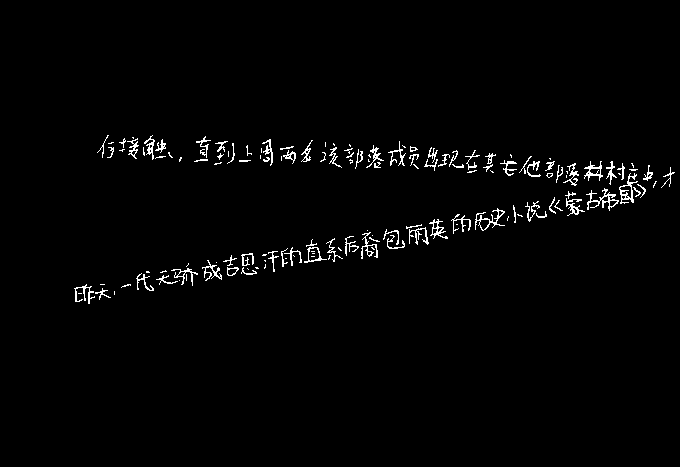 何接触,直到上周两名该部落成员出现在其它他部落村庄中,才
昨天,一代天骄成吉思汗的直系后裔包丽英的历史小说《蒙古帝国》